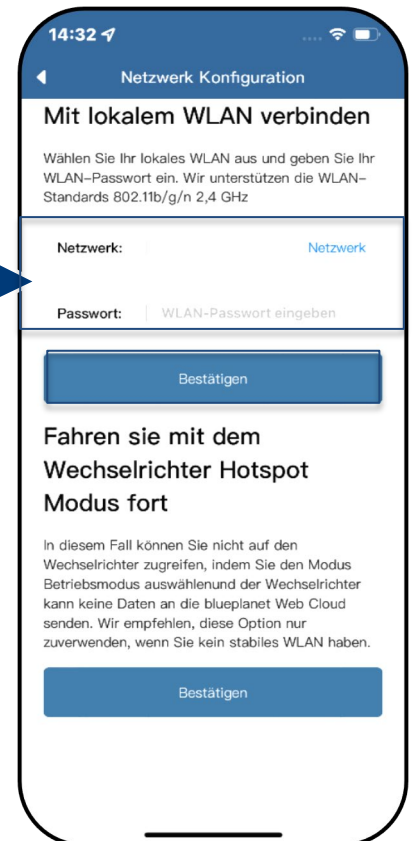 14:32
Netzwerk Konfiguration
Mit lokalem WLAN verbinden
Wählen Sie Ihr lokales WLAN aus und geben Sie Ihr
WLAN-Passwort ein. Wir unterstützen die WLAN-
Standards 802.11b/g/n 2,4 GHz
Netzwerk: Netzwerk
Passwort: WLAN-Passwort eingeben
Bestätigen
Fahren sie mit dem
Wechselrichter Hotspot
Modus fort
In diesem Fall können Sie nicht auf den
Wechselrichter zugreifen, indem Sie den Modus
Betriebsmodus auswählenund der Wechselrichter
kann keine Daten an die blueplanet Web Cloud
senden. Wir empfehlen, diese Option nur
zuverwenden, wenn Sie kein stabiles WLAN haben.
Bestätigen